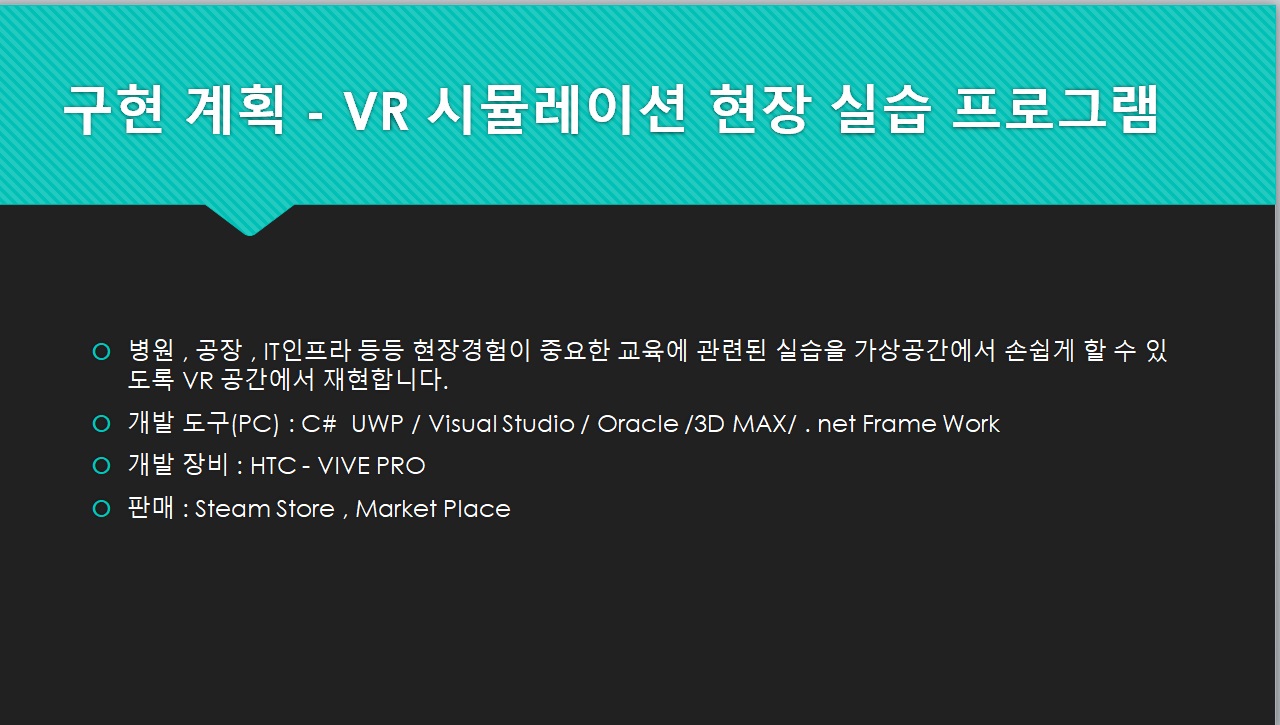 구현 계획 - VR 시뮬레이션 현장 실습 프로그램
병원 , 공장 , IT인프라 등등 현장경험이 중요한 교육에 관련된 실습을 가상공간에서 손쉽게 할 수 있
도록 VR 공간에서 재현합니다.
개발 도구(PC) : C#  UWP / Visual Studio / Oracle /3D MAX/ . net Frame Work
개발 장비 : HTC - VIVE PRO
판매 : Steam Store , Market Place